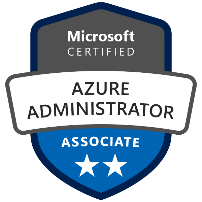 Microsoft
CERTIFIED
AZURE
ADMINISTRATOR
ASSOCIATE